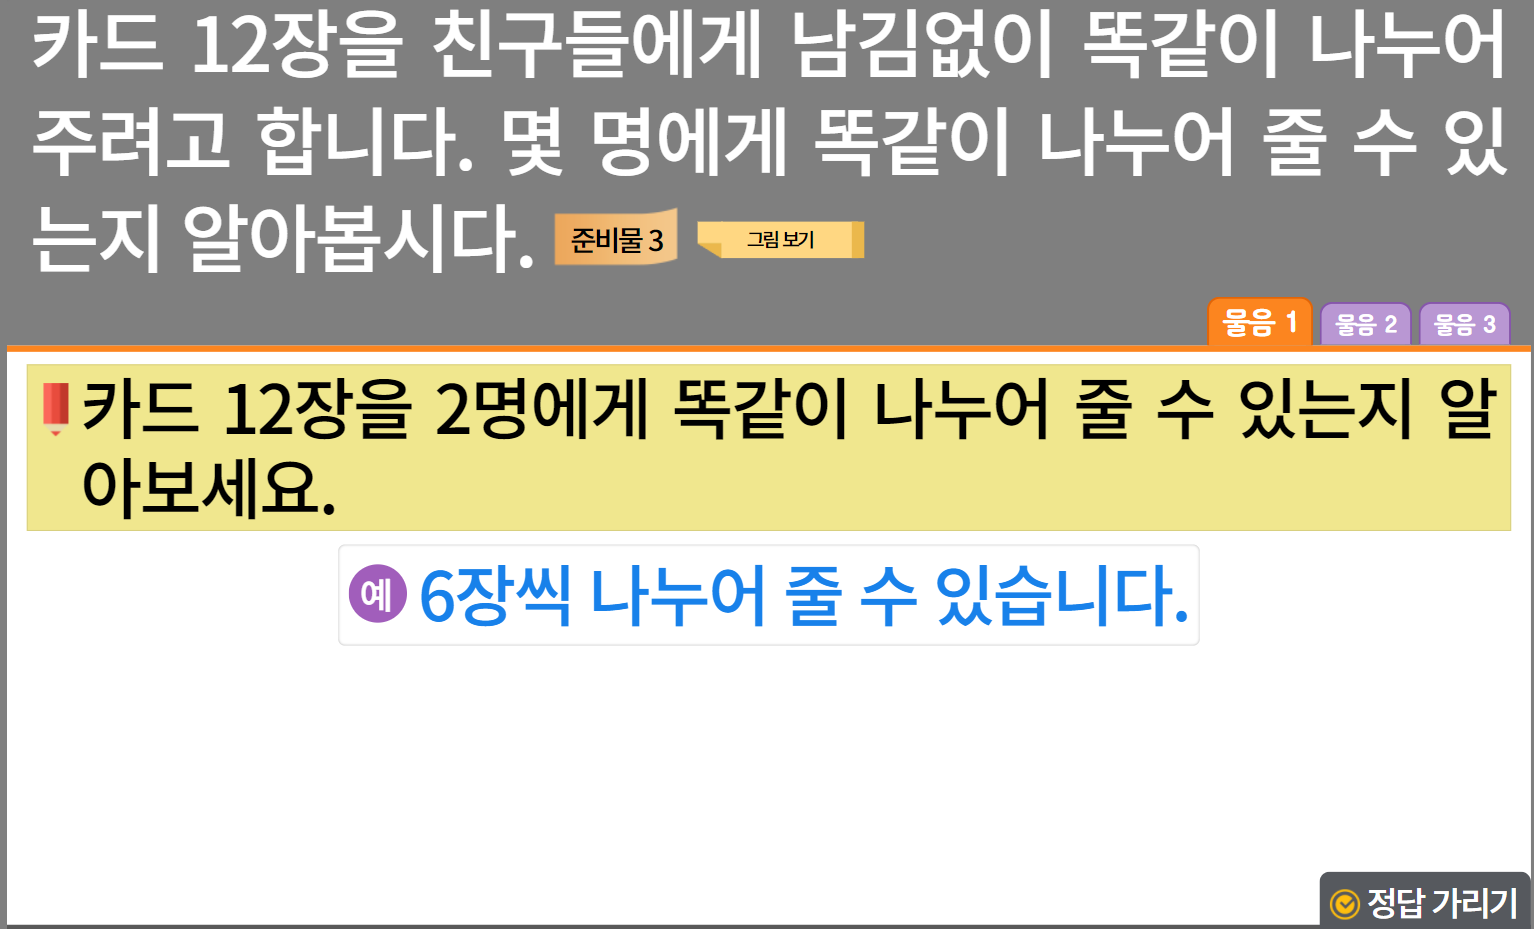 카드 12장을 친구들에게 남김없이 똑같이 나누어
주려고 합니다. 몇 명에게 똑같이 나누어 줄 수 있
는지 알아봅시다. 준비물 3 그림 보기
물음 1 물음 2 물음 3
카드 12장을 2명에게 똑같이 나누어 줄 수 있는지 알
아보세요.
예 6장씩 나누어 줄 수 있습니다.
정답 가리기